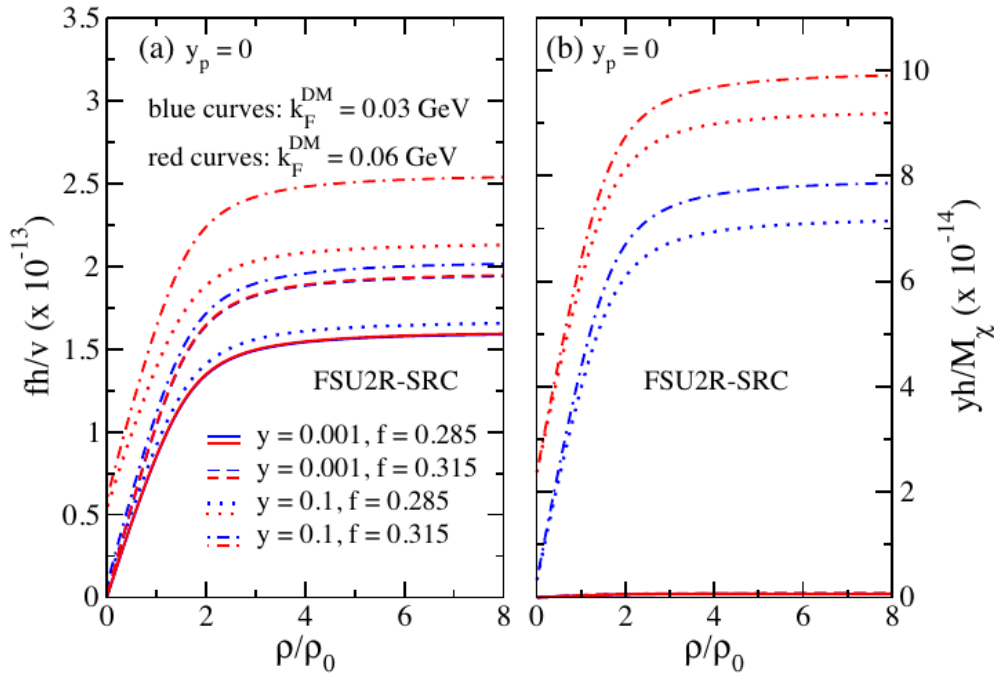 (a) y_p = 0
blue curves: k_F^DM = 0.03 GeV
red curves: k_F^DM = 0.06 GeV
FSU2R-SRC
y = 0.001, f = 0.285
y = 0.001, f = 0.315
y = 0.1, f = 0.285
y = 0.1, f = 0.315
fh/v (x 10^-13)
3.5
3
2.5
2
1.5
1
0.5
0
0 2 4 6 8
ρ/ρ_0
(b) y_p = 0
FSU2R-SRC
10
8
6
4
2
0
yh/M_χ (x 10^-14)
0 2 4 6 8
ρ/ρ_0